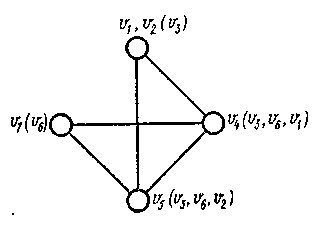 v₁, v₂ (v₃)
v₇(v₆) v₄(v₃, v₆, v₁)
v₅(v₃, v₆, v₂)